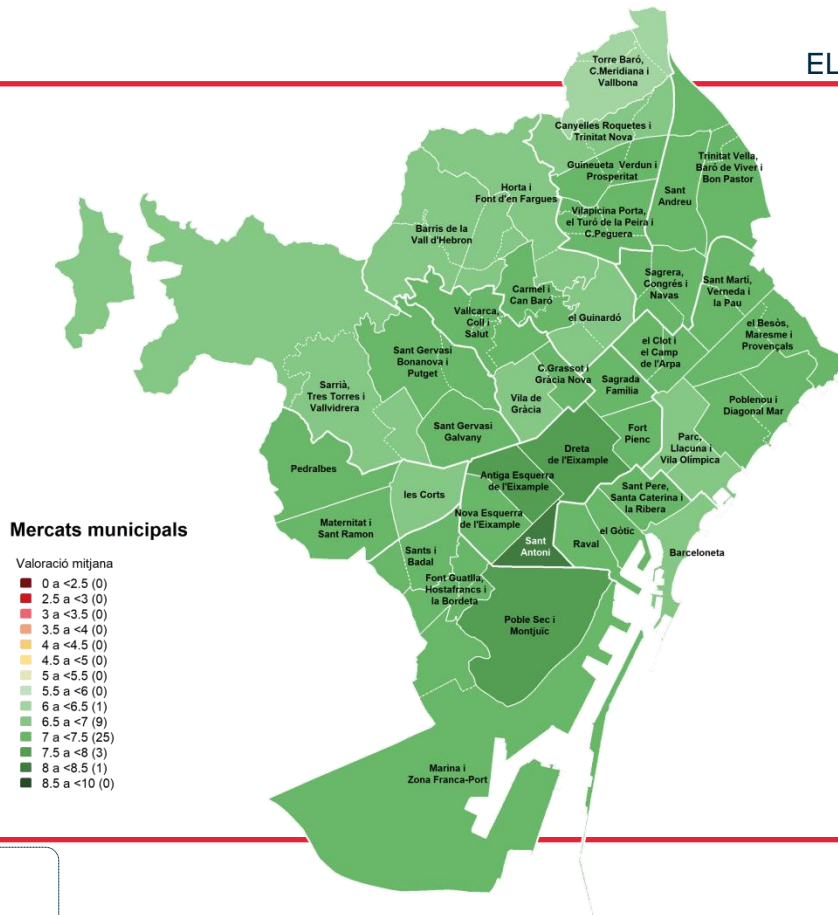 EL
Torre Baró,
C.Meridiana i
Vallbona
Canyelles Roquetes i
Trinitat Nova
Guineueta Verdun i
Prosperitat
Trinitat Vella,
Baró de Viver i
Bon Pastor
Sant
Andreu
Horta i
Font d'en Fargues
Vilapicina Porta,
el Turó de la Peira i
C.Peguera
Barris de la
Vall d'Hebron
Sagrera,
Congrés i
Navas
Sant Martí,
Verneda i
la Pau
Carmel i
Can Baró
Vallcarca,
Coll i
Salut
el Guinardó
el Besòs,
Maresme i
Provençals
el Clot i
el Camp
de l'Arpa
Sant Gervasi
Bonanova i
Putget
C.Grassot i
Gràcia Nova
Sagrada
Família
Sarrià,
Tres Torres i
Vallvidrera
Vila de
Gràcia
Poblenou i
Diagonal Mar
Sant Gervasi
Galvany
Fort
Pienc
Parc,
Llacuna i
Vila Olímpica
Dreta
de l'Eixample
Pedralbes
Antiga Esquerra
de l'Eixample
les Corts
Sant Pere,
Santa Caterina i
la Ribera
Nova Esquerra
de l'Eixample
Maternitat i
Sant Ramon
el Gòtic
Sant
Antoni
Raval
Barceloneta
Sants i
Badal
Font Guatlla,
Hostafrancs i
la Bordeta
Poble Sec i
Montjuïc
Marina i
Zona Franca-Port
Mercats municipals
Valoració mitjana
0 a <2.5 (0)
2.5 a <3 (0)
3 a <3.5 (0)
3.5 a <4 (0)
4 a <4.5 (0)
4.5 a <5 (0)
5 a <5.5 (0)
5.5 a <6 (0)
6 a <6.5 (1)
6.5 a <7 (9)
7 a <7.5 (25)
7.5 a <8 (3)
8 a <8.5 (1)
8.5 a <10 (0)